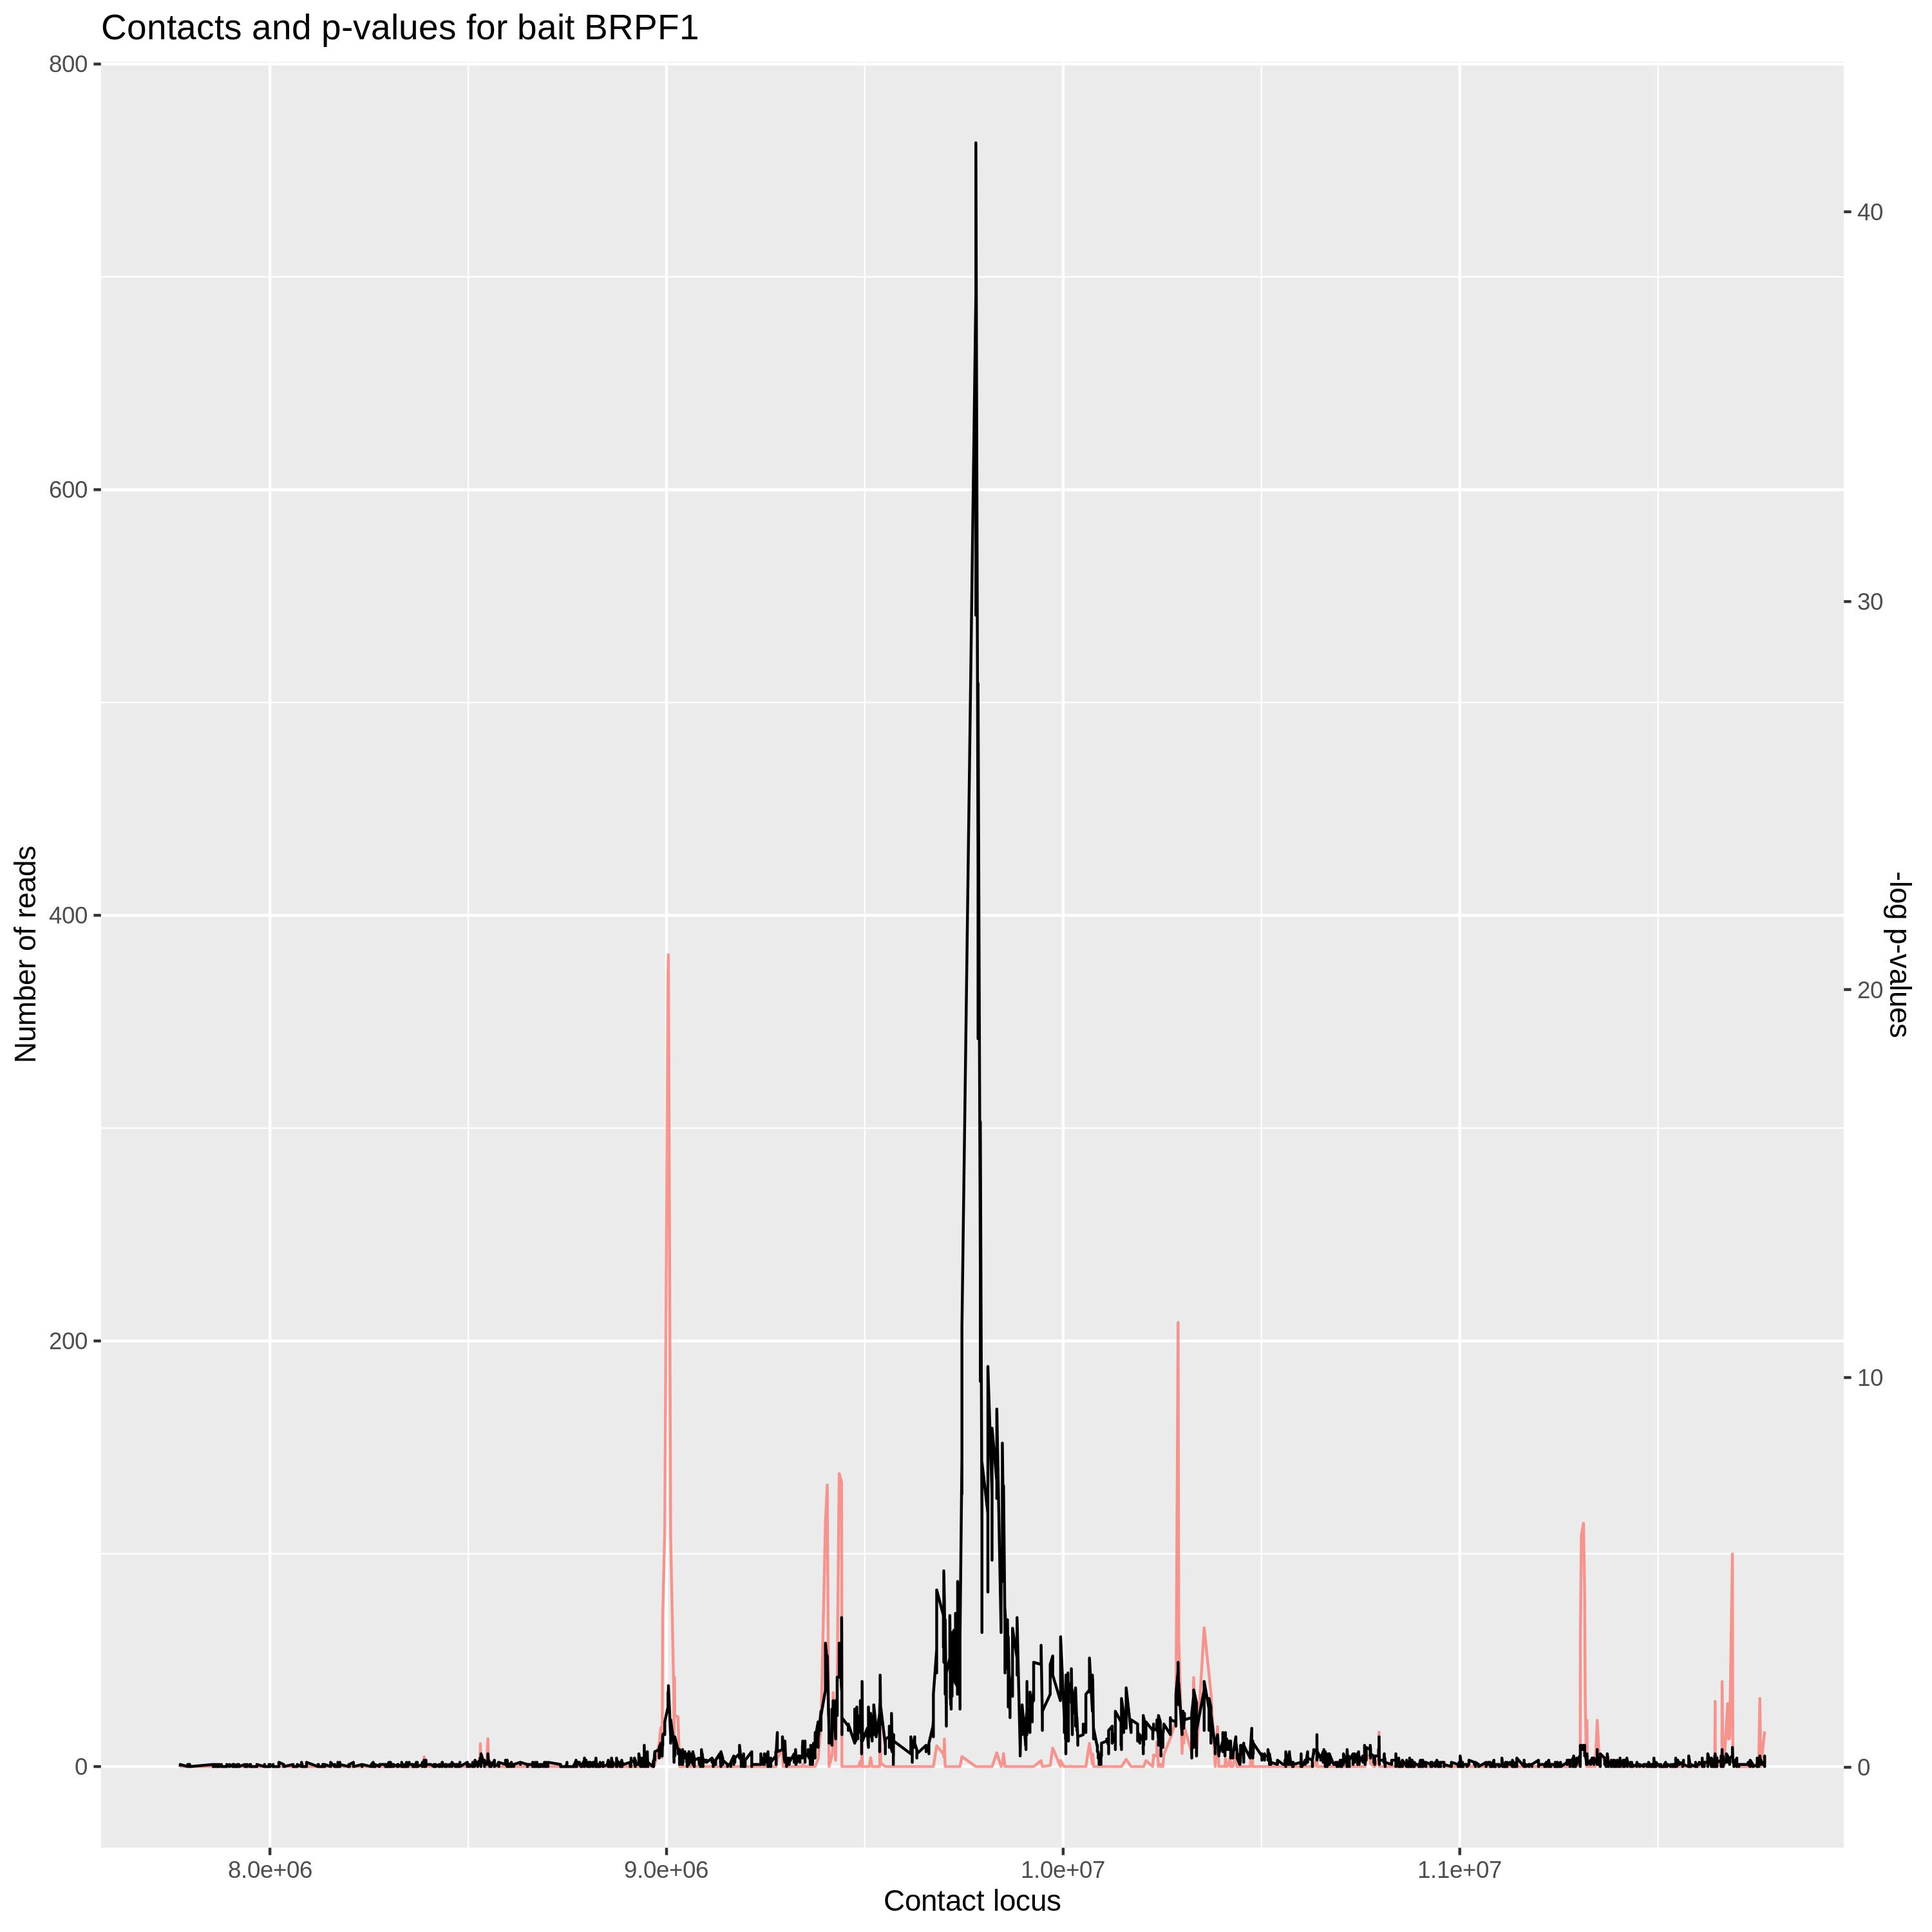 Contacts and p-values for bait BRPF1
800
600
400
200
0
Number of reads
40
30
20
10
0
-log p-values
8.0e+06
9.0e+06
1.0e+07
1.1e+07
Contact locus